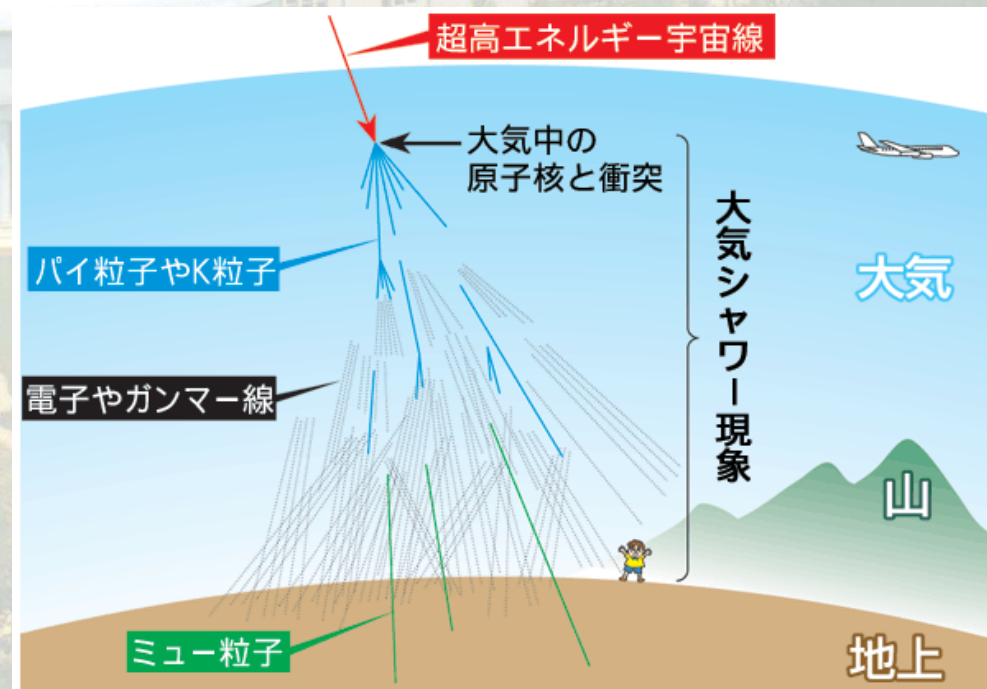 超高エネルギー宇宙線
大気中の
原子核と衝突
大気シャワー現象
パイ粒子やK粒子
大気
電子やガンマー線
山
ミュー粒子
地上